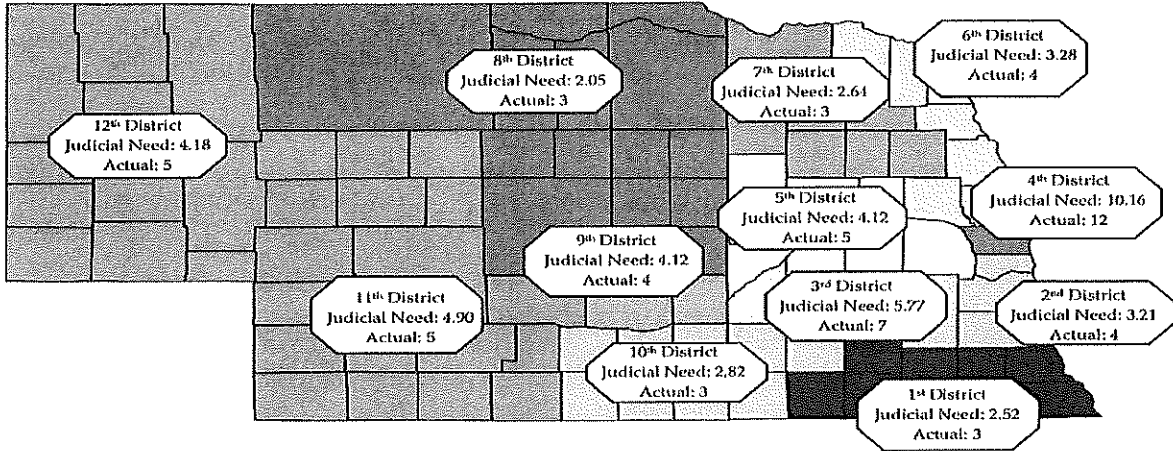 6th District
Judicial Need: 3.28
Actual: 4
8th District
Judicial Need: 2.05
Actual: 3
7th District
Judicial Need: 2.64
Actual: 3
12th District
Judicial Need: 4.18
Actual: 5
4th District
Judicial Need: 10.16
Actual: 12
5th District
Judicial Need: 4.12
Actual: 5
9th District
Judicial Need: 4.12
Actual: 4
11th District
Judicial Need: 4.90
Actual: 5
3rd District
Judicial Need: 5.77
Actual: 7
2nd District
Judicial Need: 3.21
Actual: 4
10th District
Judicial Need: 2.82
Actual: 3
1st District
Judicial Need: 2.52
Actual: 3